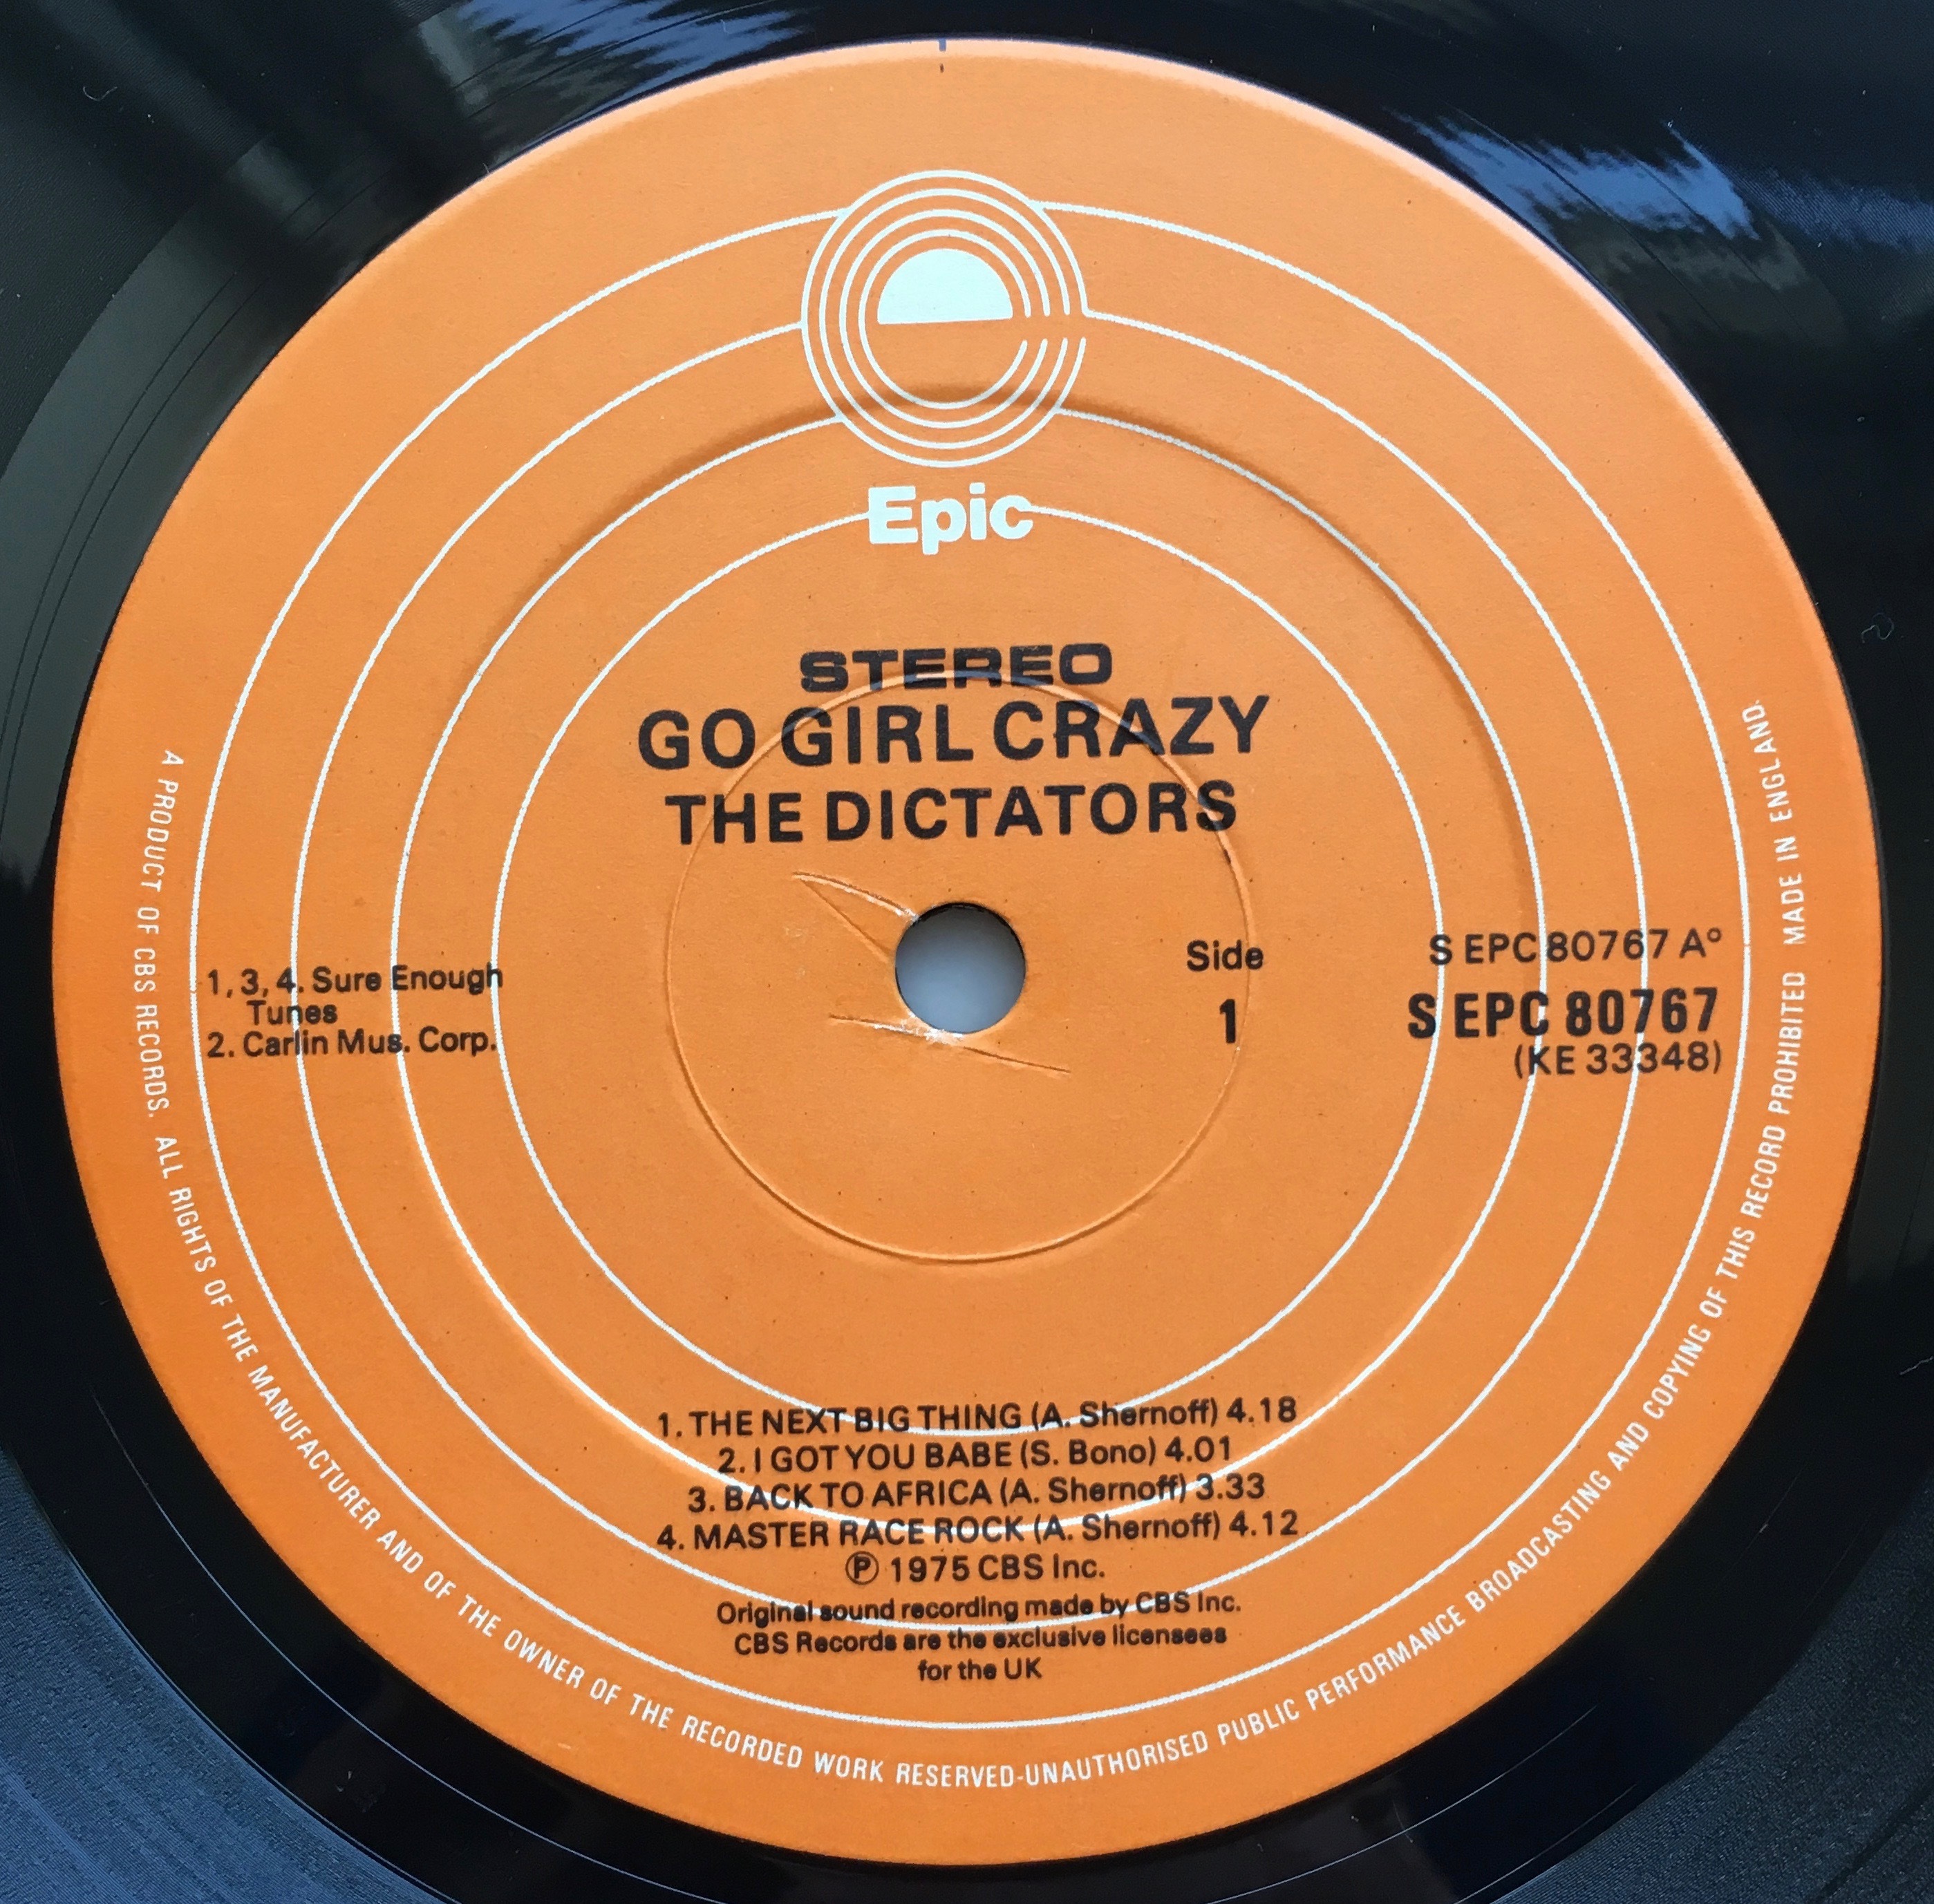 Epic
STEREO
GO GIRL CRAZY
THE DICTATORS
1, 3, 4. Sure Enough
Tunes
2. Carlin Mus. Corp.
Side
1
S EPC 80767 A°
S EPC 80767
(KE 33348)
1. THE NEXT BIG THING (A. Shernoff) 4.18
2. I GOT YOU BABE (S. Bono) 4.01
3. BACK TO AFRICA (A. Shernoff) 3.33
4. MASTER RACE ROCK (A. Shernoff) 4.12
Ⓟ 1975 CBS Inc.
Original sound recording made by CBS Inc.
CBS Records are the exclusive licensees
for the UK
A PRODUCT OF CBS RECORDS. ALL RIGHTS OF THE MANUFACTURER AND OF THE OWNER OF THE RECORDED WORK RESERVED-UNAUTHORISED PUBLIC PERFORMANCE BROADCASTING AND COPYING OF THIS RECORD PROHIBITED MADE IN ENGLAND.